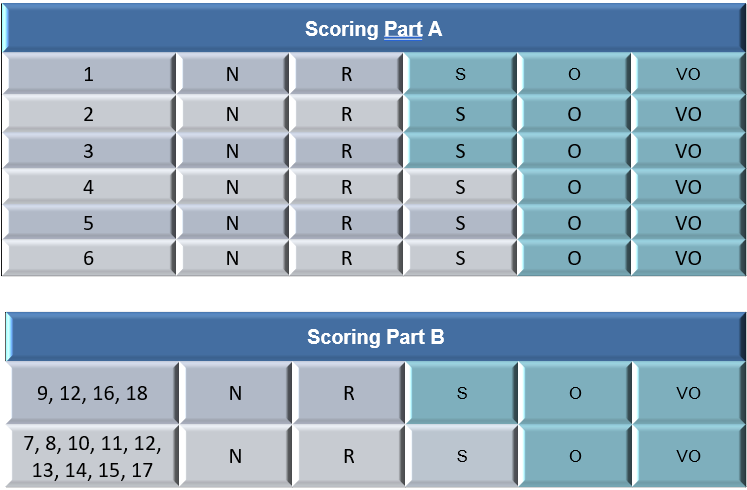 Scoring Part A
1 N R S O VO
2 N R S O VO
3 N R S O VO
4 N R S O VO
5 N R S O VO
6 N R S O VO
Scoring Part B
9, 12, 16, 18 N R S O VO
7, 8, 10, 11, 12,
13, 14, 15, 17 N R S O VO